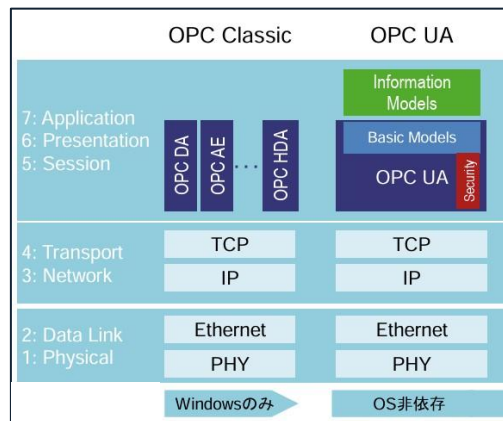 OPC Classic
OPC UA
7: Application
6: Presentation
5: Session
OPC DA
OPC AE
...
OPC HDA
Information
Models
Basic Models
OPC UA
Security
4: Transport
3: Network
TCP
IP
TCP
IP
2: Data Link
1: Physical
Ethernet
PHY
Ethernet
PHY
Windowsのみ
OS非依存